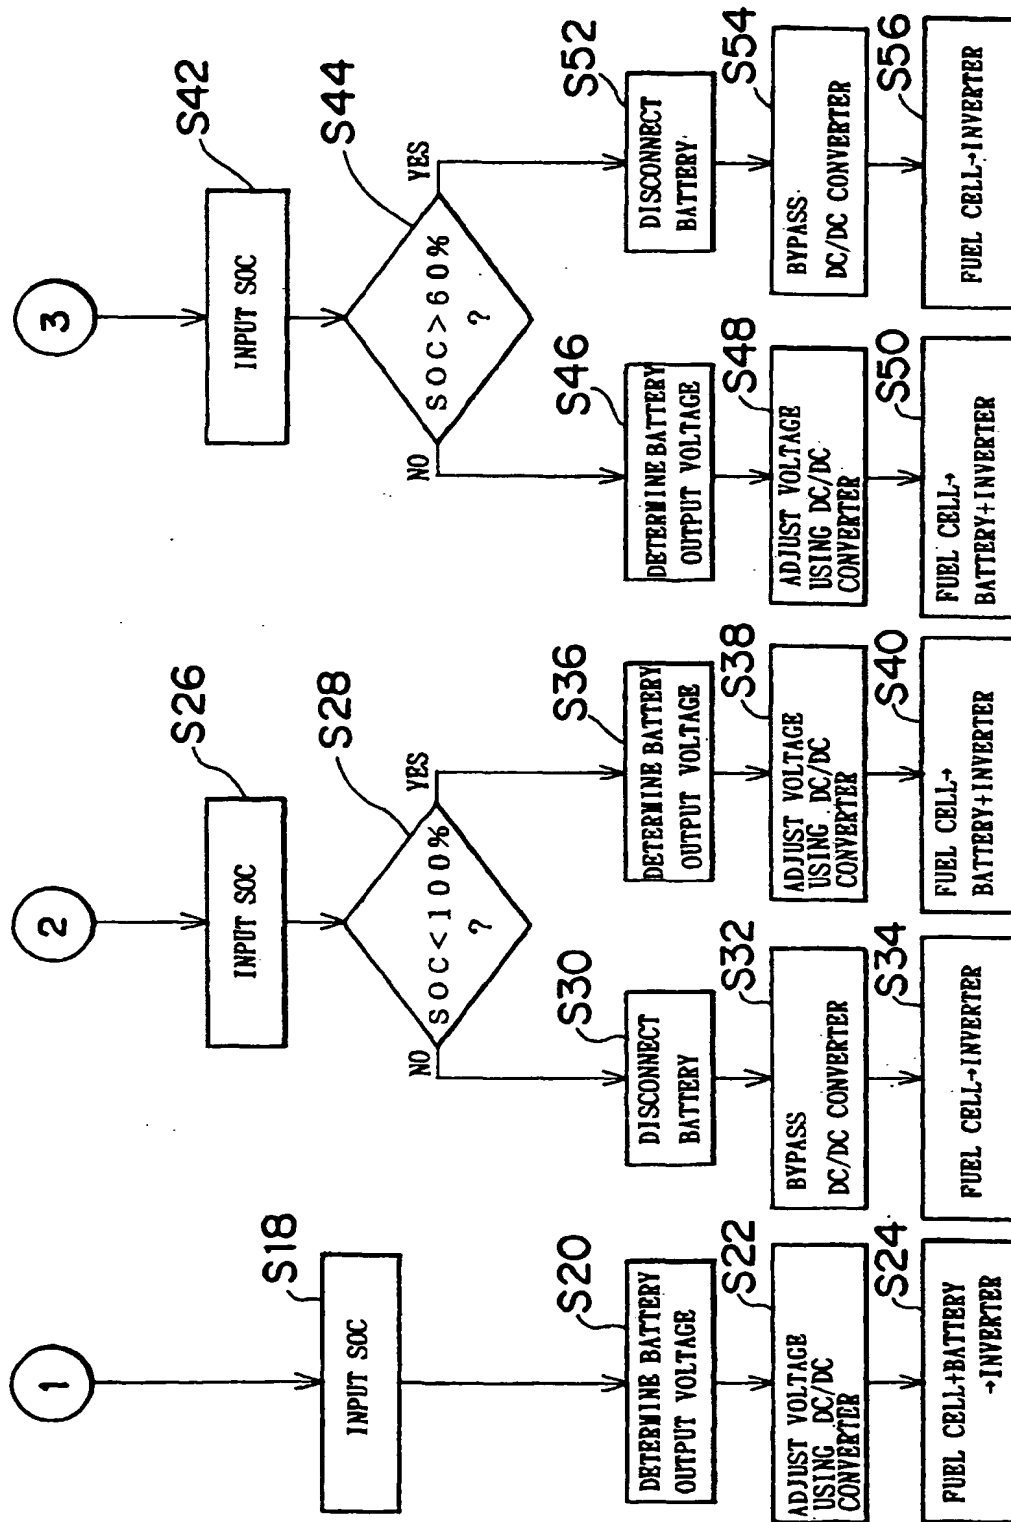 1
S18
INPUT SOC
S20
DETERMINE BATTERY
OUTPUT VOLTAGE
S22
ADJUST VOLTAGE
USING DC/DC
CONVERTER
S24
FUEL CELL+BATTERY
→INVERTER
2
S26
INPUT SOC
S28
SOC<100%
?
NO
YES
S30
DISCONNECT
BATTERY
S32
BYPASS
DC/DC CONVERTER
S34
FUEL CELL→INVERTER
S36
DETERMINE BATTERY
OUTPUT VOLTAGE
S38
ADJUST VOLTAGE
USING DC/DC
CONVERTER
S40
FUEL CELL→
BATTERY+INVERTER
3
S42
INPUT SOC
S44
SOC>60%
?
NO
YES
S46
DETERMINE BATTERY
OUTPUT VOLTAGE
S48
ADJUST VOLTAGE
USING DC/DC
CONVERTER
S50
FUEL CELL→
BATTERY+INVERTER
S52
DISCONNECT
BATTERY
S54
BYPASS
DC/DC CONVERTER
S56
FUEL CELL→INVERTER